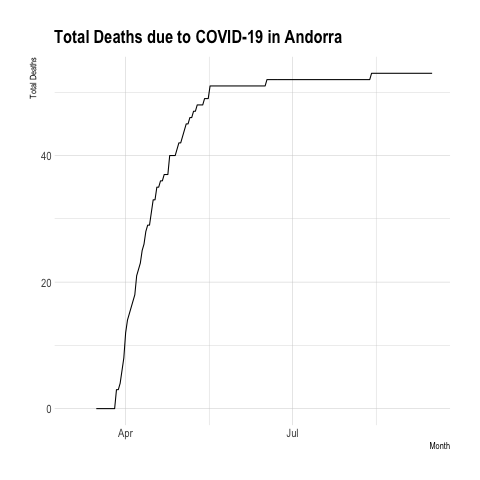 Total Deaths due to COVID-19 in Andorra
Total Deaths
40
20
0
Apr
Jul
Month